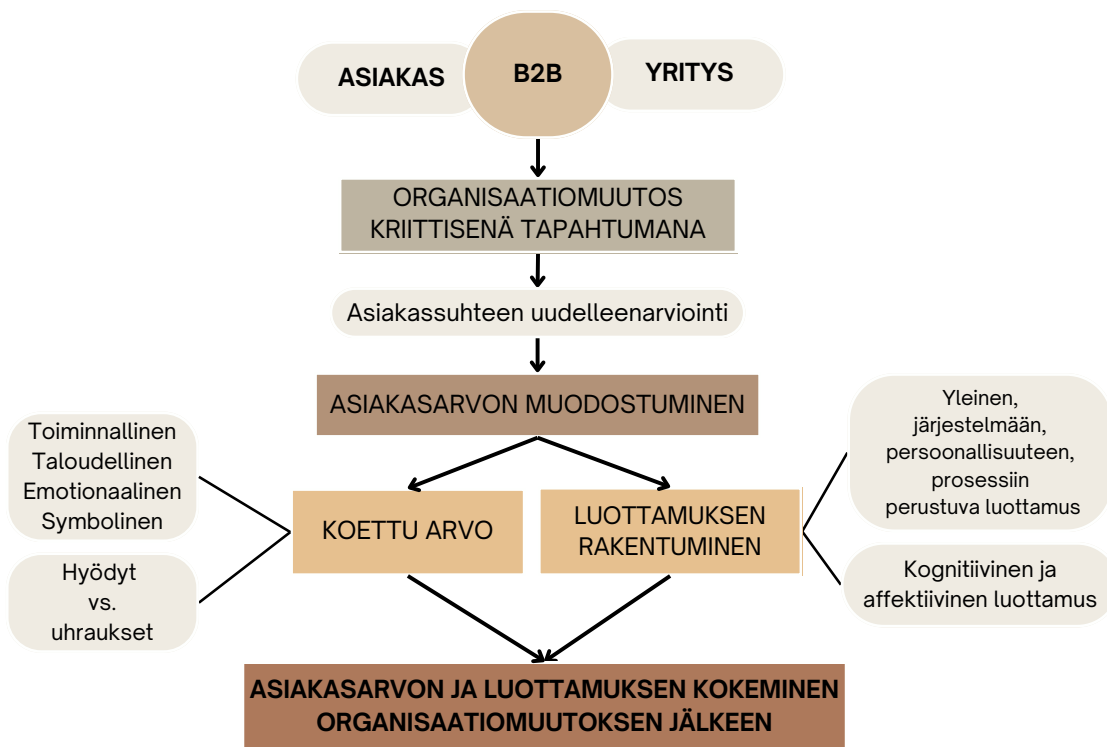 ASIAKAS
B2B
YRITYS
ORGANISAATIOMUUTOS
KRIITTISENÄ TAPAHTUMANA
Asiakassuhteen uudelleenarviointi
ASIAKASARVON MUODOSTUMINEN
Toiminnallinen
Taloudellinen
Emotionaalinen
Symbolinen
Hyödyt
vs.
uhraukset
KOETTU ARVO
LUOTTAMUKSEN
RAKENTUMINEN
Yleinen,
järjestelmään,
persoonallisuuteen,
prosessiin
perustuva luottamus
Kognitiivinen ja
affektiivinen luottamus
ASIAKASARVON JA LUOTTAMUKSEN KOKEMINEN
ORGANISAATIOMUUTOKSEN JÄLKEEN